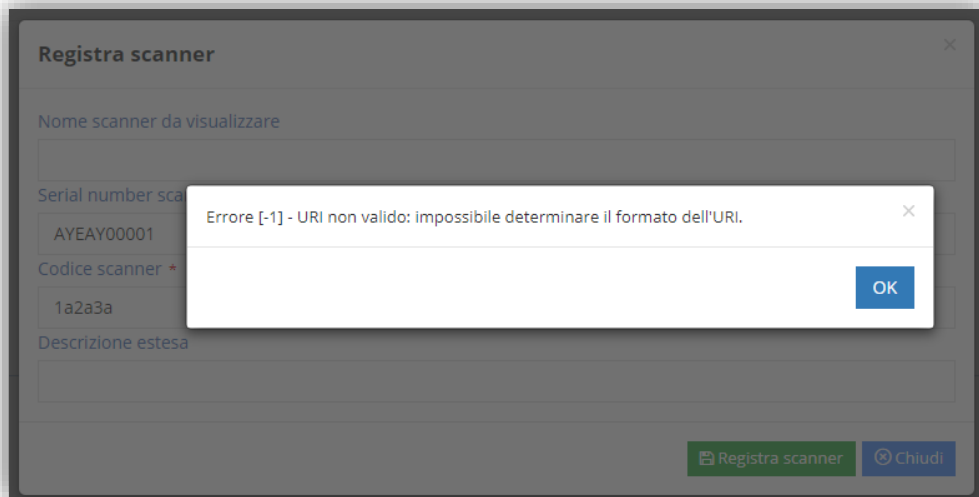 Registra scanner
×
Nome scanner da visualizzare
Serial number
×
Errore [-1] - URI non valido: impossibile determinare il formato dell'URI.
AYEAY00001
Codice scanner *
OK
1a2a3a
Descrizione estesa
Registra scanner
Chiudi